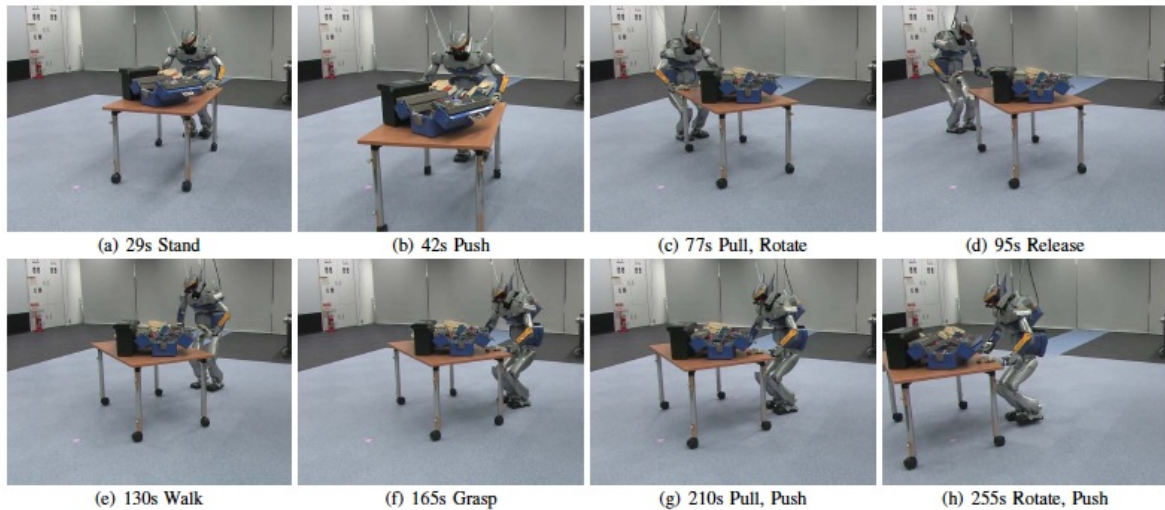 (a) 29s Stand
(b) 42s Push
(c) 77s Pull, Rotate
(d) 95s Release
(e) 130s Walk
(f) 165s Grasp
(g) 210s Pull, Push
(h) 255s Rotate, Push